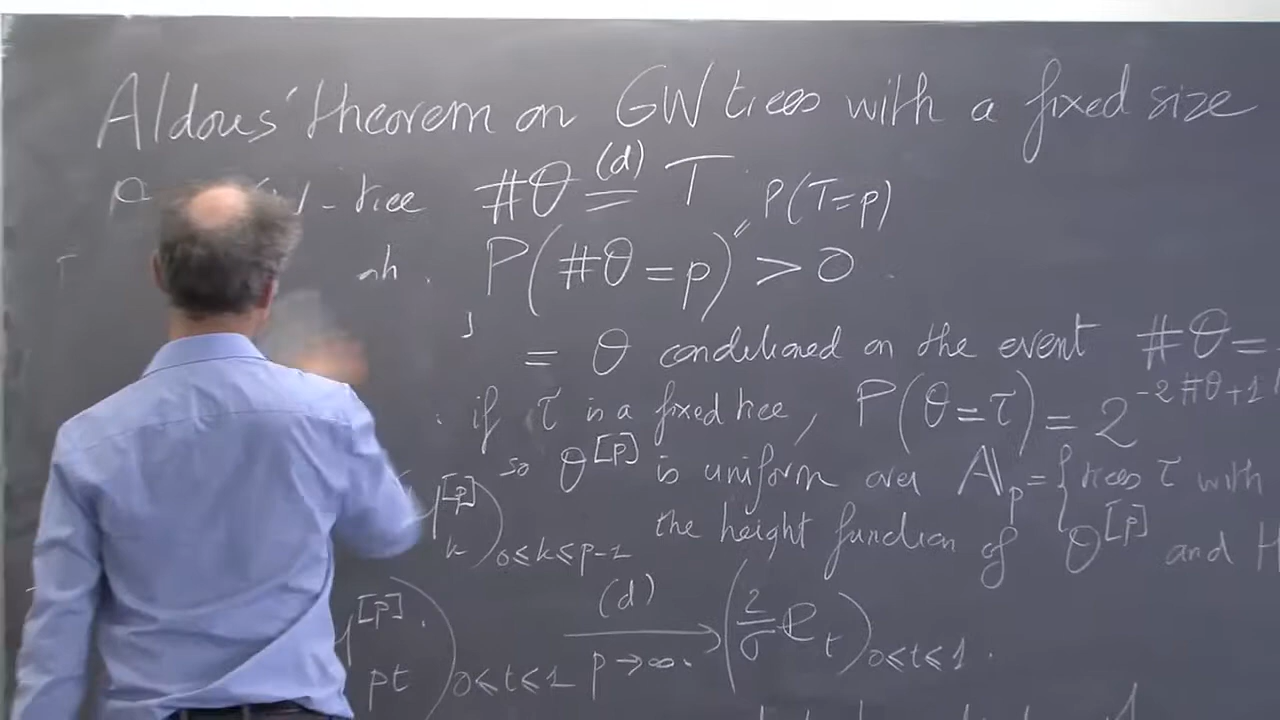 Aldous' theorem on GW trees with a fixed size
tree #θ (d)= T P(T=p)
P(#θ=p) > 0
= θ conditioned on the event #θ=
if τ is a fixed tree, P(θ=τ) = 2^{-2#θ+1}
so θ^{[p]} is uniform over A_p = {trees τ with
^{[p]}_k)_{0≤k≤p-1} the height function of θ^{[p]} and H
^{[p]}_{pt})_{0≤t≤1} (d)⟶_{p→∞} (2/σ e_t)_{0≤t≤1}.